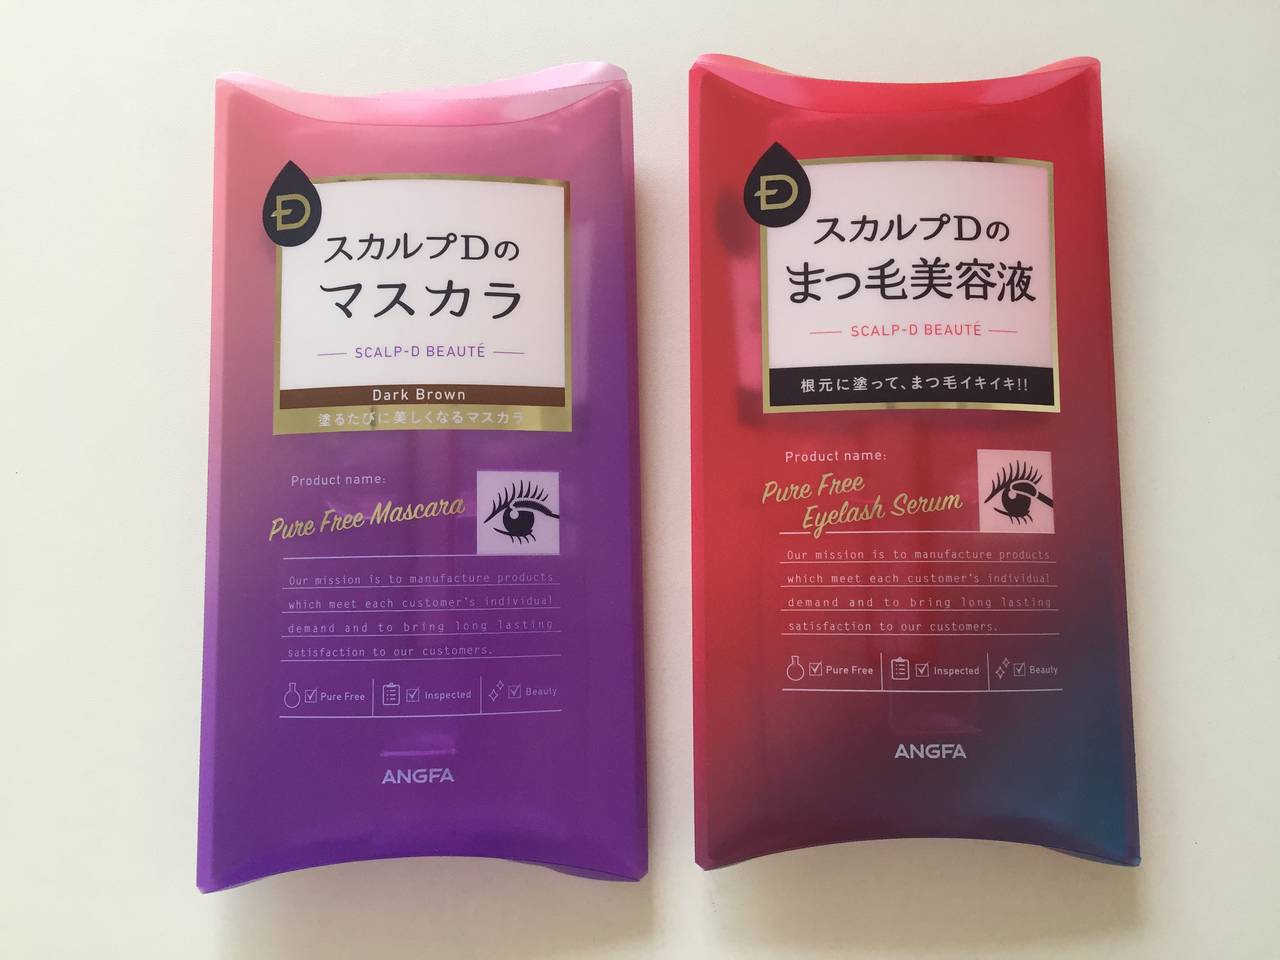 D
スカルプDの
マスカラ
SCALP-D BEAUTÉ
Dark Brown
塗るたびに美しくなるマスカラ
Product name:
Pure Free Mascara
Our mission is to manufacture products
which meet each customer's individual
demand and to bring long lasting
satisfaction to our customers.
Pure Free
Inspected
Beauty
ANGFA
D
スカルプDの
まつ毛美容液
SCALP-D BEAUTÉ
根元に塗って、まつ毛イキイキ!!
Product name:
Pure Free
Eyelash Serum
Our mission is to manufacture products
which meet each customer's individual
demand and to bring long lasting
satisfaction to our customers.
Pure Free
Inspected
Beauty
ANGFA